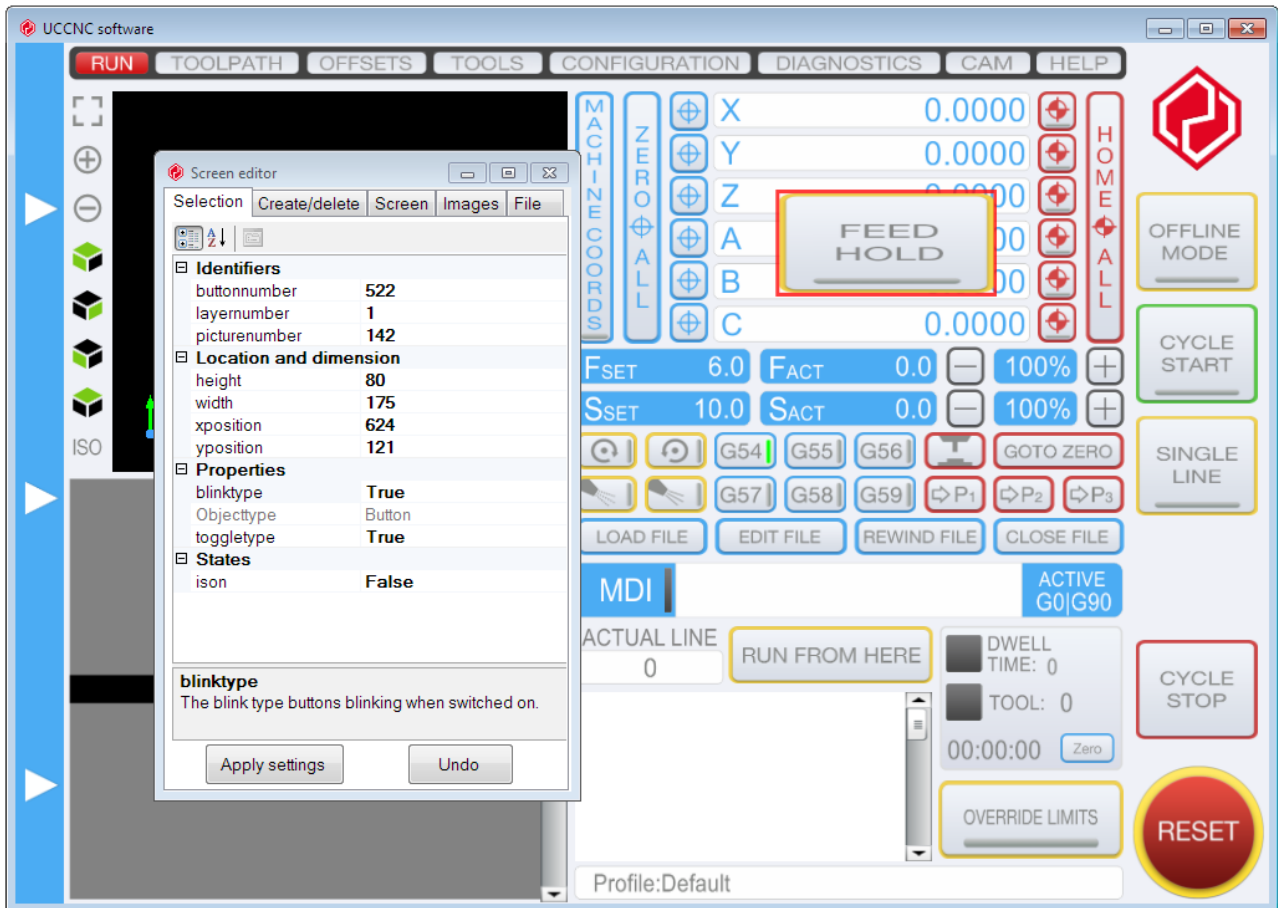 UCCNC software
RUN TOOLPATH OFFSETS TOOLS CONFIGURATION DIAGNOSTICS CAM HELP
ISO
Screen editor
Selection Create/delete Screen Images File
Identifiers
buttonnumber 522
layernumber 1
picturenumber 142
Location and dimension
height 80
width 175
xposition 624
yposition 121
Properties
blinktype True
Objecttype Button
toggletype True
States
ison False
blinktype
The blink type buttons blinking when switched on.
Apply settings Undo
MACHINE COORDS
ZERO ALL
X 0.0000
Y 0.0000
Z 00
A 00
B 00
C 0.0000
HOME ALL
FEED
HOLD
FSET 6.0 FACT 0.0 100%
SSET 10.0 SACT 0.0 100%
G54 G55 G56 GOTO ZERO
G57 G58 G59 P1 P2 P3
LOAD FILE EDIT FILE REWIND FILE CLOSE FILE
MDI
ACTIVE
G0|G90
ACTUAL LINE
0
RUN FROM HERE
DWELL
TIME: 0
TOOL: 0
00:00:00 Zero
OVERRIDE LIMITS
Profile:Default
OFFLINE
MODE
CYCLE
START
SINGLE
LINE
CYCLE
STOP
RESET